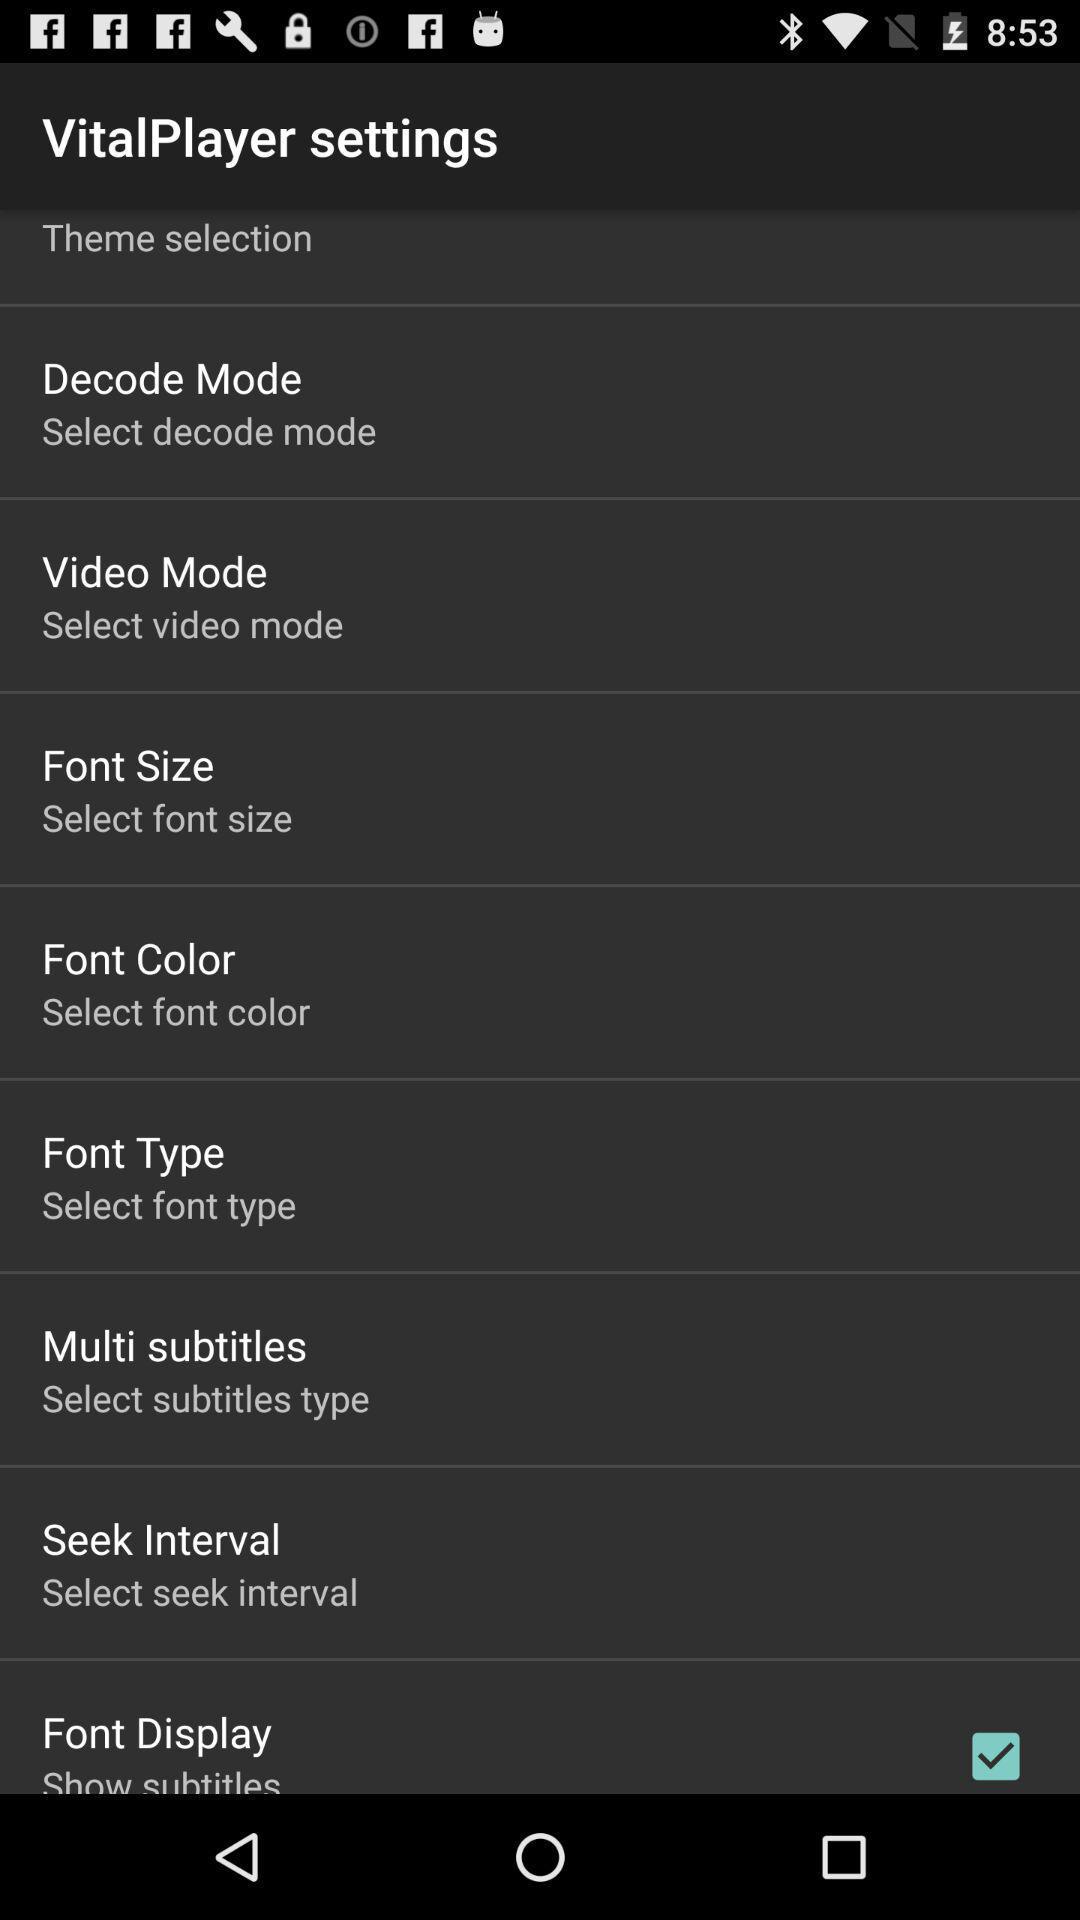 8:53
VitalPlayer settings
Theme selection
Decode Mode
Select decode mode
Video Mode
Select video mode
Font Size
Select font size
Font Color
Select font color
Font Type
Select font type
Multi subtitles
Select subtitles type
Seek Interval
Select seek interval
Font Display
Show subtitles